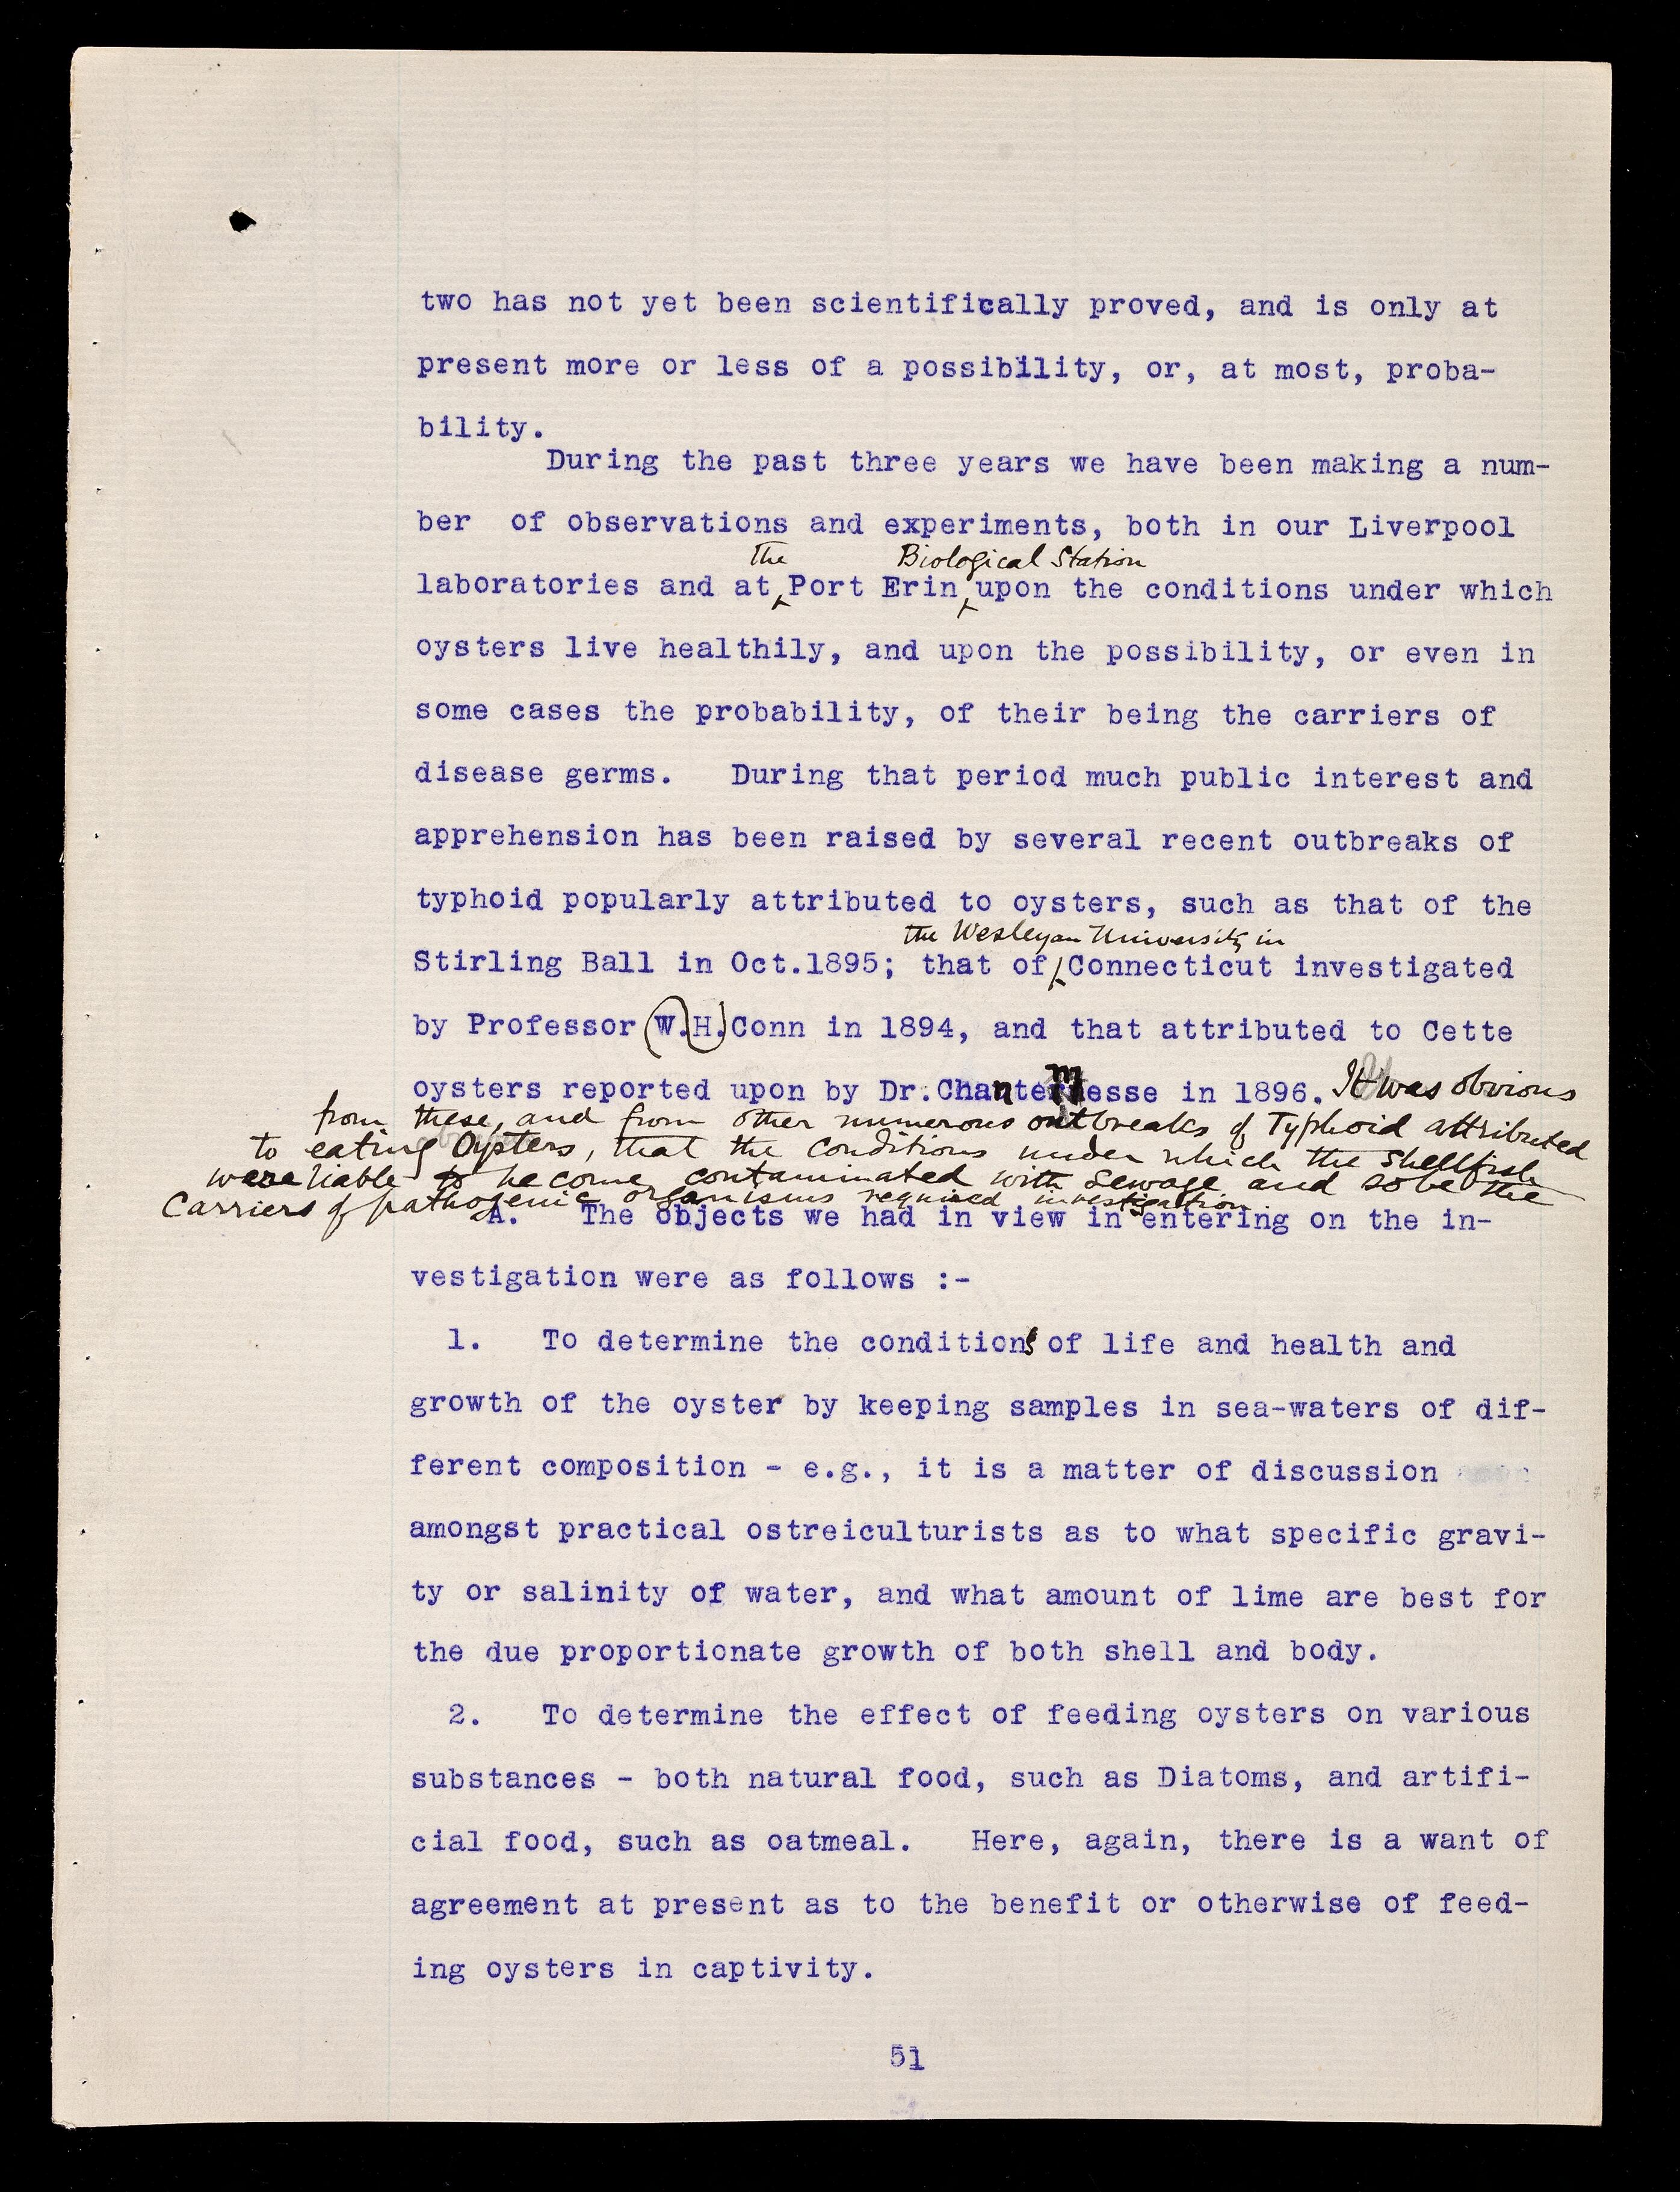 two has not yet been scientifically proved, and is only at
present more or less of a possibility, or, at most, proba-
bility.
During the past three years we have been making a num-
ber of observations and experiments, both in our Liverpool
the Biological Station
laboratories and at Port Erin upon the conditions under which
oysters live healthily, and upon the possibility, or even in
some cases the probability, of their being the carriers of
disease germs. During that period much public interest and
apprehension has been raised by several recent outbreaks of
typhoid popularly attributed to oysters, such as that of the
the Wesleyan University in
Stirling Ball in Oct.1895; that of Connecticut investigated
by Professor W.H.Conn in 1894, and that attributed to Cette
oysters reported upon by Dr.Chantemesse in 1896. It was obvious
from these, and from other numerous outbreaks of Typhoid attributed
to eating Oysters, that the conditions under which the shellfish
were liable to become contaminated with sewage and so be the
Carriers of pathogenic organisms required investigation.
A. The objects we had in view in entering on the in-
vestigation were as follows :-
1. To determine the conditions of life and health and
growth of the oyster by keeping samples in sea-waters of dif-
ferent composition - e.g., it is a matter of discussion
amongst practical ostreiculturists as to what specific gravi-
ty or salinity of water, and what amount of lime are best for
the due proportionate growth of both shell and body.
2. To determine the effect of feeding oysters on various
substances - both natural food, such as Diatoms, and artifi-
cial food, such as oatmeal. Here, again, there is a want of
agreement at present as to the benefit or otherwise of feed-
ing oysters in captivity.
51